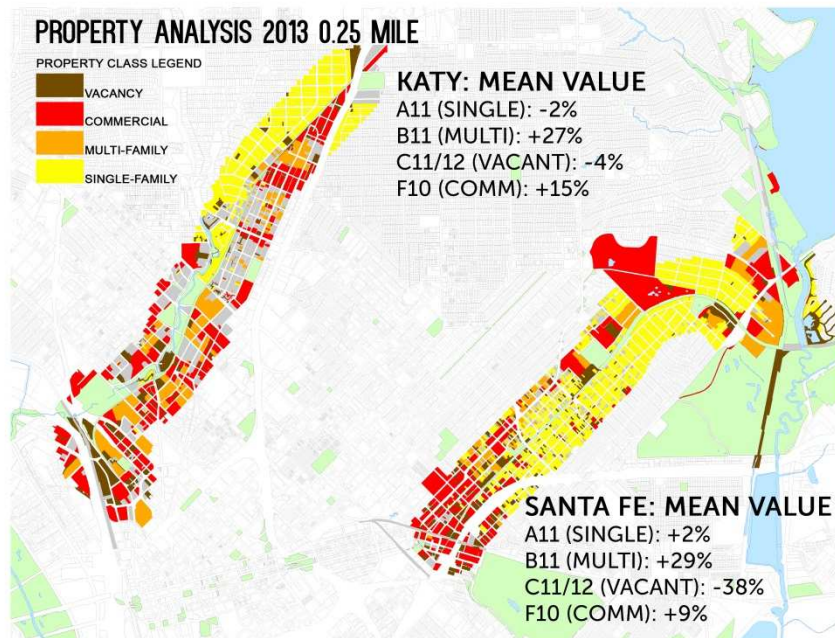 PROPERTY ANALYSIS 2013 0.25 MILE
PROPERTY CLASS LEGEND
VACANCY
COMMERCIAL
MULTI-FAMILY
SINGLE-FAMILY
KATY: MEAN VALUE
A11 (SINGLE): -2%
B11 (MULTI): +27%
C11/12 (VACANT): -4%
F10 (COMM): +15%
SANTA FE: MEAN VALUE
A11 (SINGLE): +2%
B11 (MULTI): +29%
C11/12 (VACANT): -38%
F10 (COMM): +9%